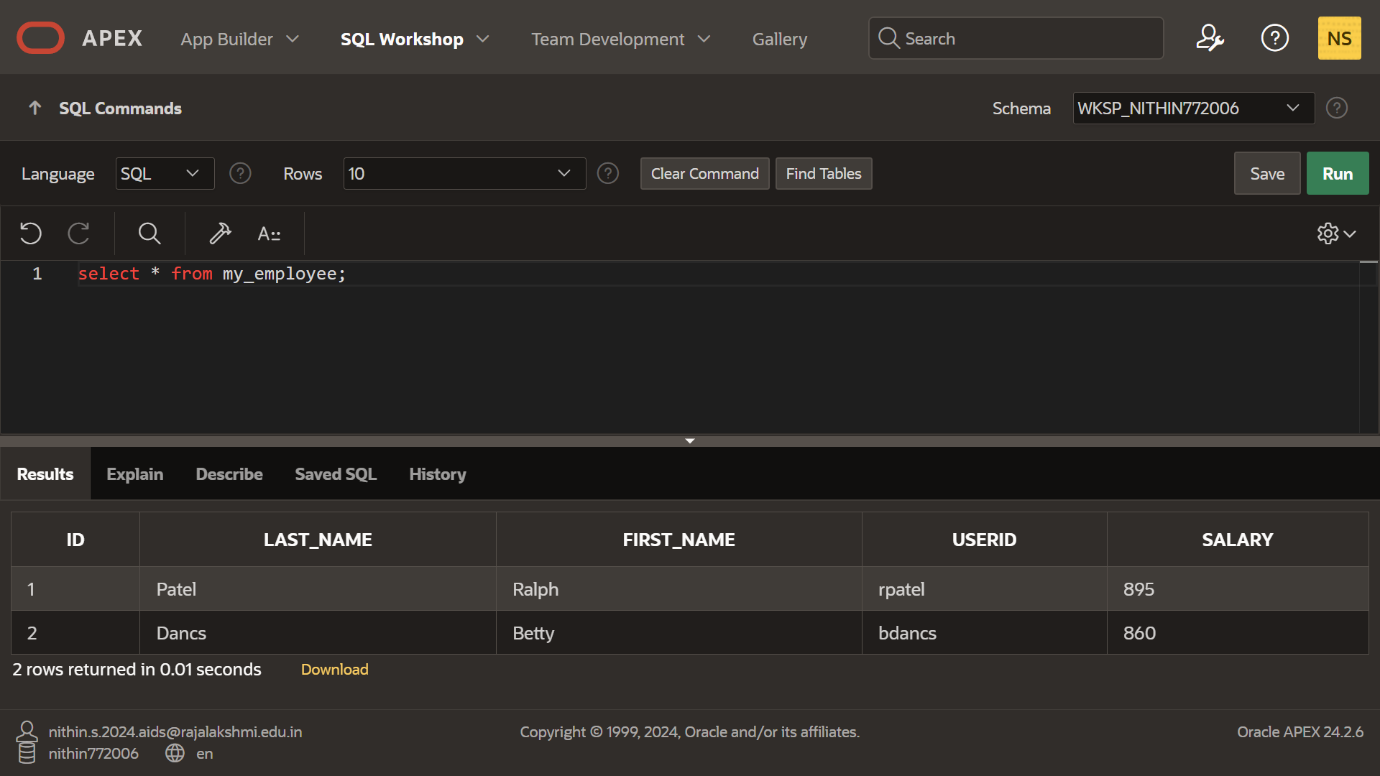 APEX App Builder SQL Workshop Team Development Gallery Search NS
SQL Commands Schema WKSP_NITHIN772006 ?
Language SQL ? Rows 10 ? Clear Command Find Tables Save Run
A::
1 select * from my_employee;
Results Explain Describe Saved SQL History
ID LAST_NAME FIRST_NAME USERID SALARY
1 Patel Ralph rpatel 895
2 Dancs Betty bdancs 860
2 rows returned in 0.01 seconds Download
nithin.s.2024.aids@rajalakshmi.edu.in Copyright © 1999, 2024, Oracle and/or its affiliates. Oracle APEX 24.2.6
nithin772006 en